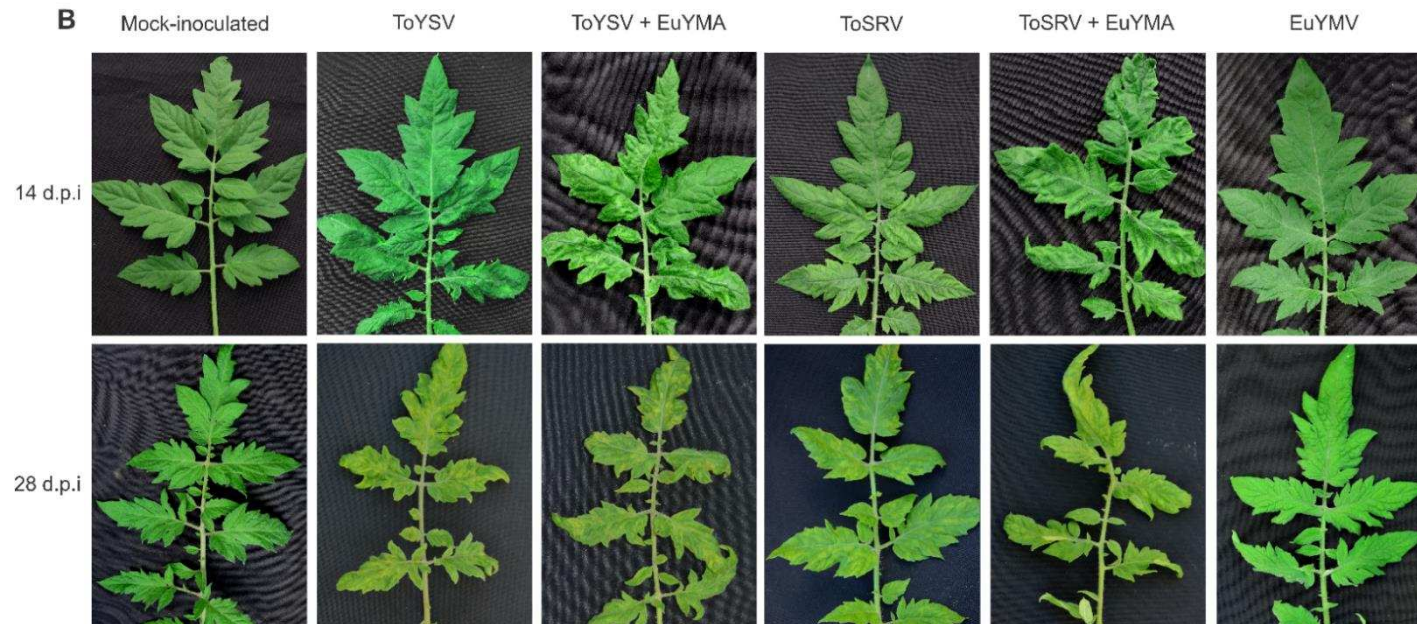 B Mock-inoculated ToYSV ToYSV + EuYMA ToSRV ToSRV + EuYMA EuYMV
14 d.p.i
28 d.p.i